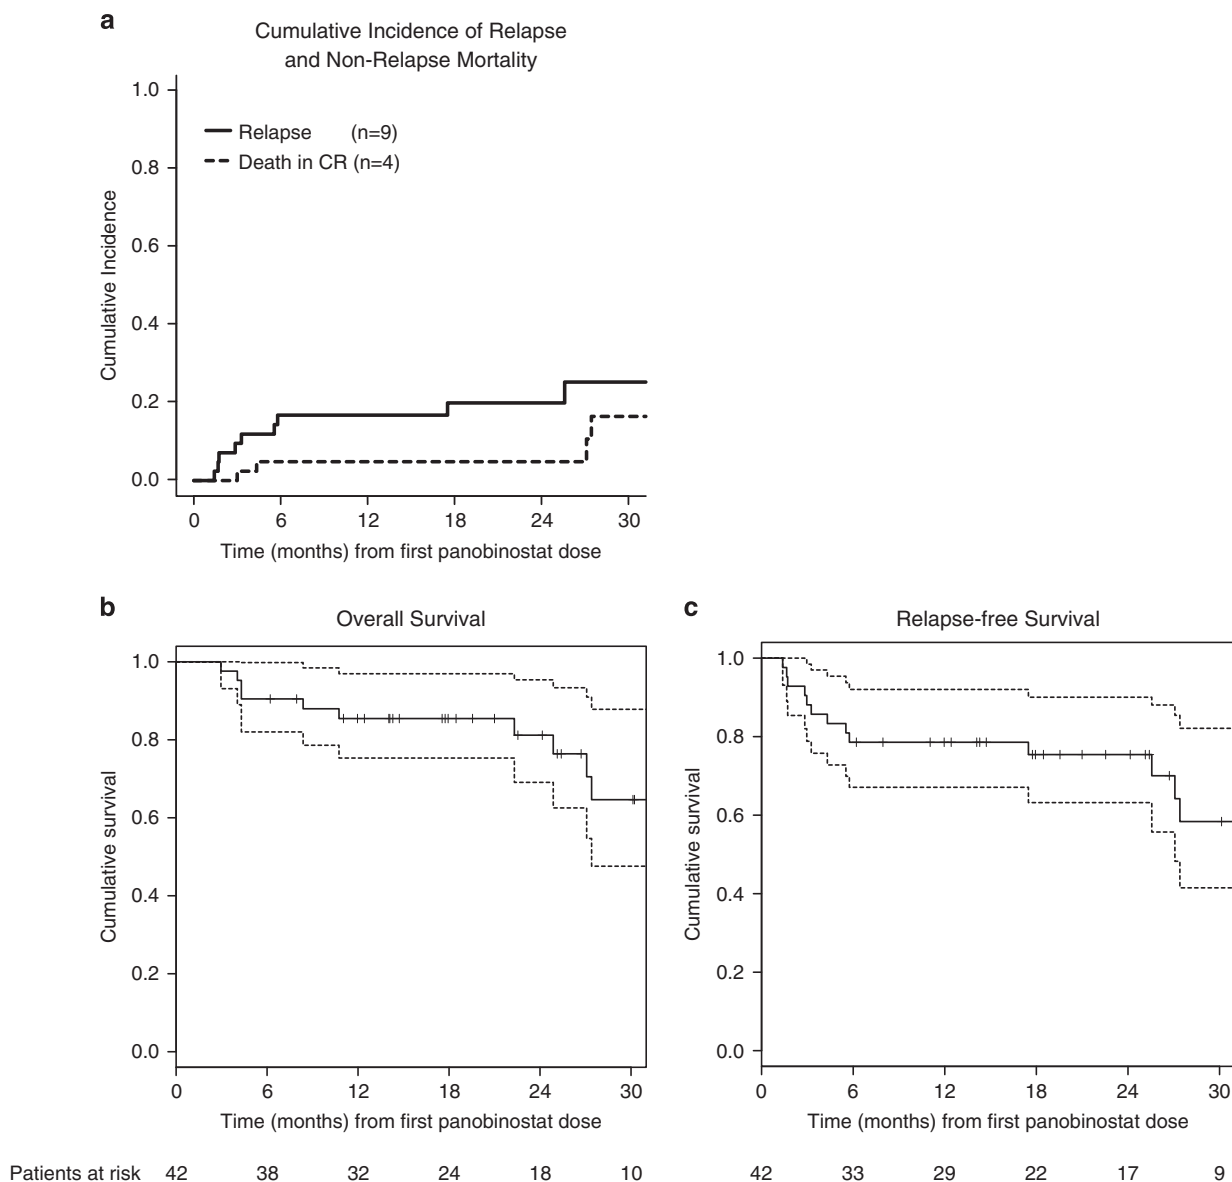 a
Cumulative Incidence of Relapse
and Non-Relapse Mortality
1.0
0.8
0.6
0.4
0.2
0.0
Cumulative Incidence
Relapse (n=9)
Death in CR (n=4)
0 6 12 18 24 30
Time (months) from first panobinostat dose
b
Overall Survival
1.0
0.8
0.6
0.4
0.2
0.0
Cumulative survival
0 6 12 18 24 30
Time (months) from first panobinostat dose
Patients at risk 42 38 32 24 18 10
c
Relapse-free Survival
1.0
0.8
0.6
0.4
0.2
0.0
Cumulative survival
0 6 12 18 24 30
Time (months) from first panobinostat dose
42 33 29 22 17 9